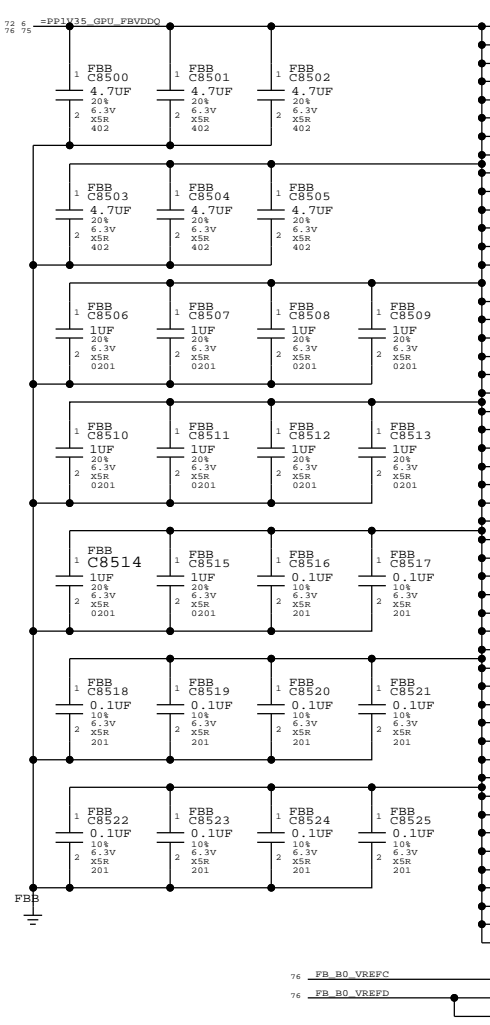 72 6 =PP1V35_GPU_FBVDDQ
76 75
FBB FBB FBB
1 C8500 1 C8501 1 C8502
4.7UF 4.7UF 4.7UF
20% 20% 20%
2 6.3V 2 6.3V 2 6.3V
X5R X5R X5R
402 402 402
FBB FBB FBB
1 C8503 1 C8504 1 C8505
4.7UF 4.7UF 4.7UF
20% 20% 20%
2 6.3V 2 6.3V 2 6.3V
X5R X5R X5R
402 402 402
FBB FBB FBB FBB
1 C8506 1 C8507 1 C8508 1 C8509
1UF 1UF 1UF 1UF
20% 20% 20% 20%
2 6.3V 2 6.3V 2 6.3V 2 6.3V
X5R X5R X5R X5R
0201 0201 0201 0201
FBB FBB FBB FBB
1 C8510 1 C8511 1 C8512 1 C8513
1UF 1UF 1UF 1UF
20% 20% 20% 20%
2 6.3V 2 6.3V 2 6.3V 2 6.3V
X5R X5R X5R X5R
0201 0201 0201 0201
FBB FBB FBB FBB
1 C8514 1 C8515 1 C8516 1 C8517
1UF 1UF 0.1UF 0.1UF
20% 20% 10% 10%
2 6.3V 2 6.3V 2 6.3V 2 6.3V
X5R X5R X5R X5R
0201 0201 201 201
FBB FBB FBB FBB
1 C8518 1 C8519 1 C8520 1 C8521
0.1UF 0.1UF 0.1UF 0.1UF
10% 10% 10% 10%
2 6.3V 2 6.3V 2 6.3V 2 6.3V
X5R X5R X5R X5R
201 201 201 201
FBB FBB FBB FBB
1 C8522 1 C8523 1 C8524 1 C8525
0.1UF 0.1UF 0.1UF 0.1UF
10% 10% 10% 10%
2 6.3V 2 6.3V 2 6.3V 2 6.3V
X5R X5R X5R X5R
201 201 201 201
FBB
76 FB_B0_VREFC
76 FB_B0_VREFD